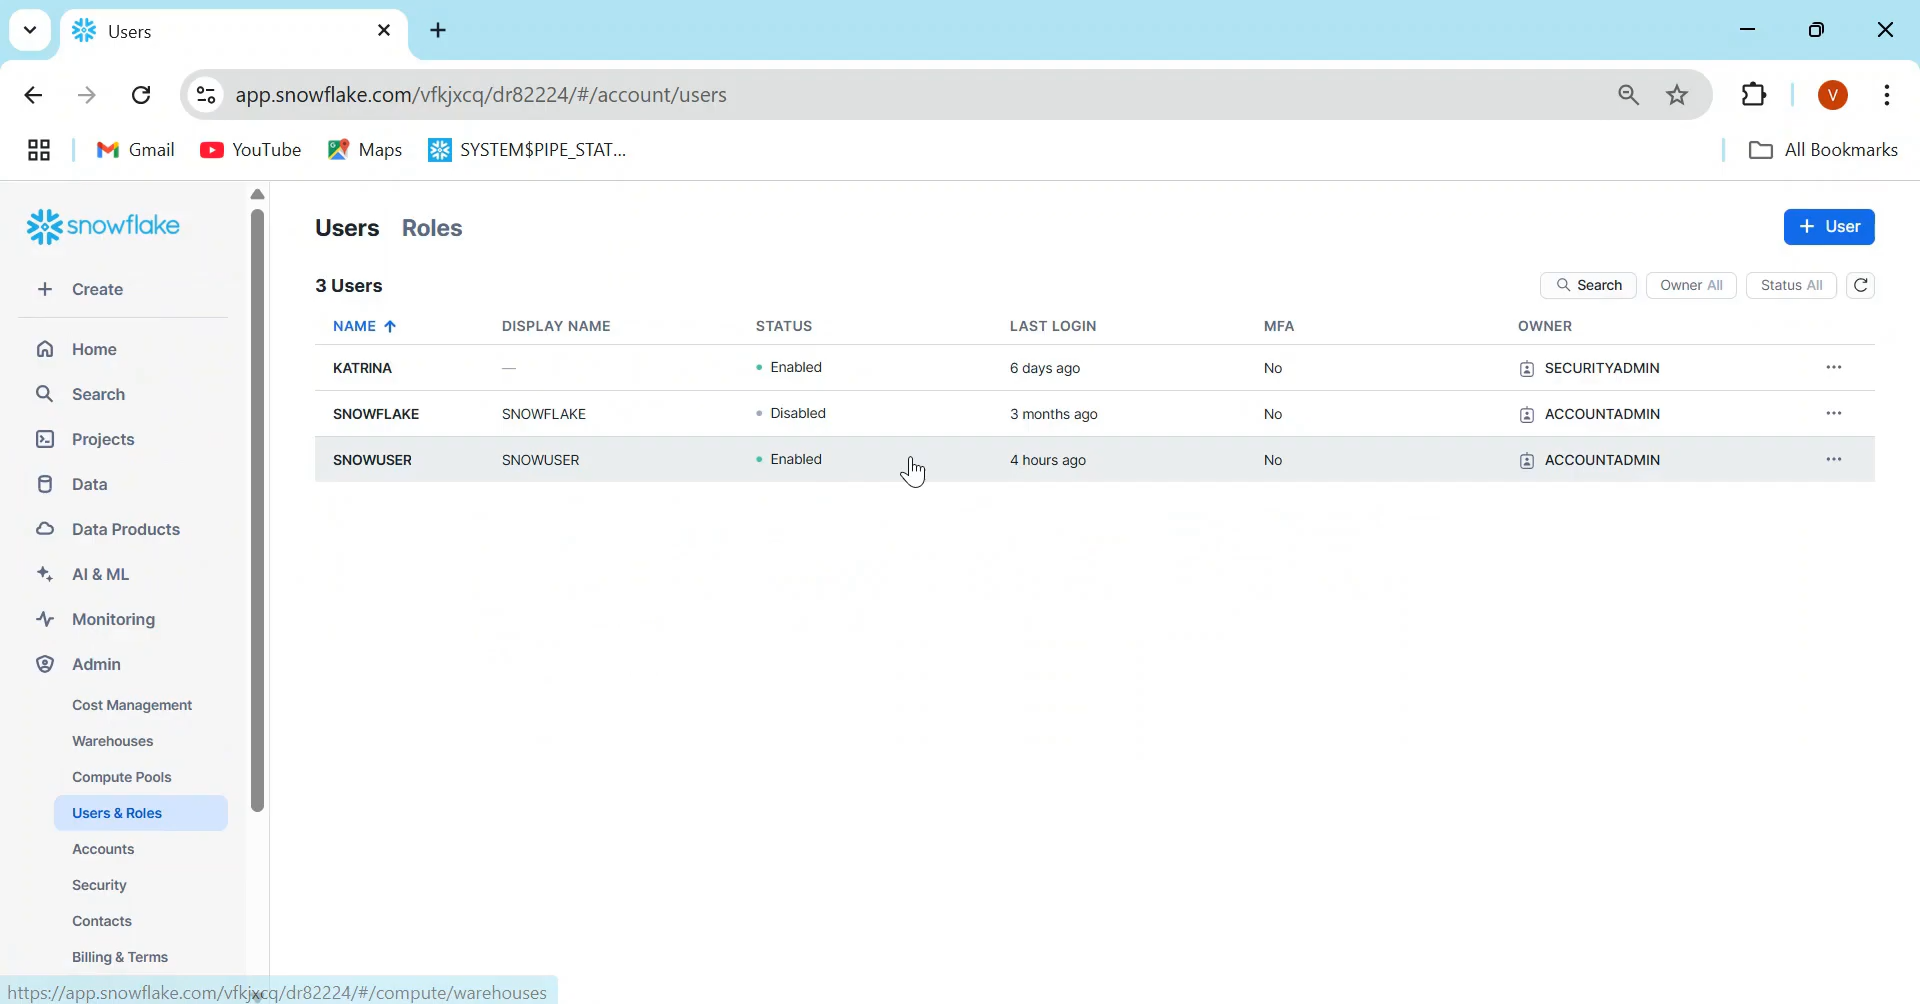 Users
app.snowflake.com/vfkjxcq/dr82224/#/account/users
V
Gmail
YouTube
Maps
SYSTEM$PIPE_STAT...
All Bookmarks
snowflake
Create
Home
Search
Projects
Data
Data Products
AI & ML
Monitoring
Admin
Cost Management
Warehouses
Compute Pools
Users & Roles
Accounts
Security
Contacts
Billing & Terms
Users Roles
+ User
3 Users
Search Owner All Status All
NAME DISPLAY NAME STATUS LAST LOGIN MFA OWNER
KATRINA — Enabled 6 days ago No SECURITYADMIN ...
SNOWFLAKE SNOWFLAKE Disabled 3 months ago No ACCOUNTADMIN ...
SNOWUSER SNOWUSER Enabled 4 hours ago No ACCOUNTADMIN ...
https://app.snowflake.com/vfkjxcq/dr82224/#/compute/warehouses